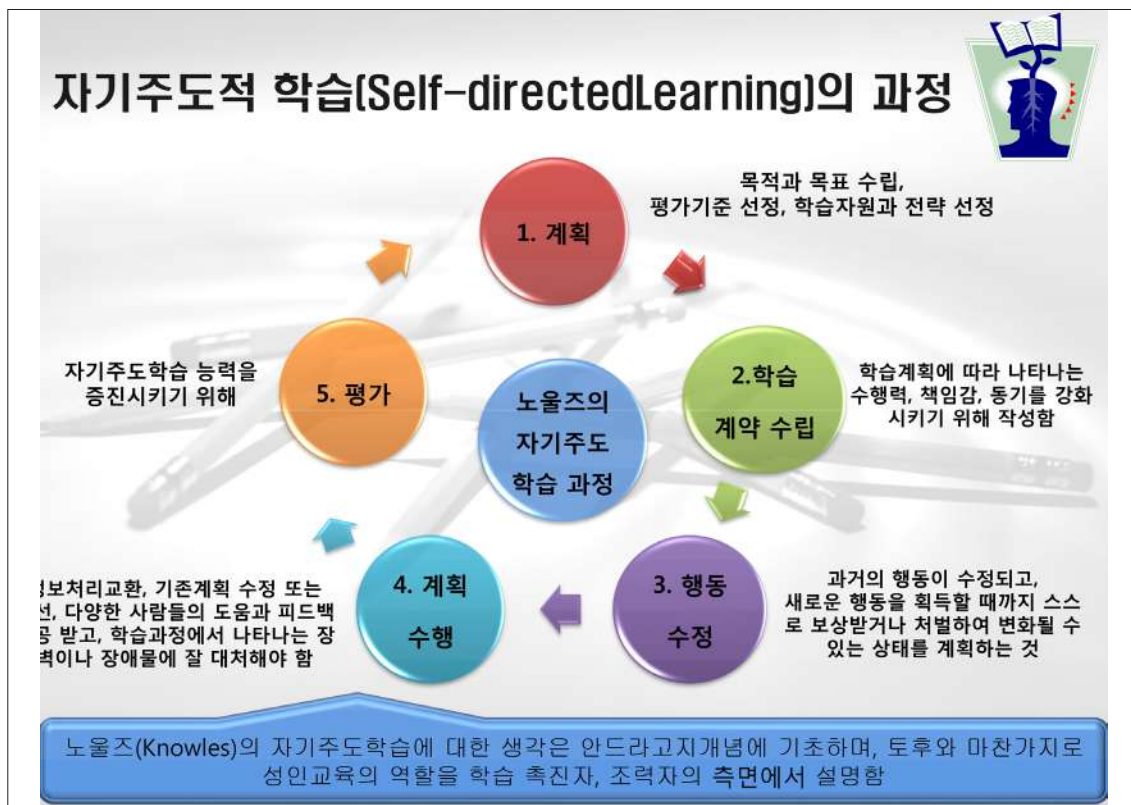 자기주도적 학습(Self-directedLearning)의 과정
1. 계획
목적과 목표 수립,
평가기준 선정, 학습자원과 전략 선정
2.학습
계약 수립
학습계획에 따라 나타나는
수행력, 책임감, 동기를 강화
시키기 위해 작성함
3. 행동
수정
과거의 행동이 수정되고,
새로운 행동을 획득할 때까지 스스
로 보상받거나 처벌하여 변화될 수
있는 상태를 계획하는 것
4. 계획
수행
기존계획 수정 또는
다양한 사람들의 도움과 피드백
받고, 학습과정에서 나타나는 장
벽이나 장애물에 잘 대처해야 함
5. 평가
자기주도학습 능력을
증진시키기 위해
노울즈의
자기주도
학습 과정
노울즈(Knowles)의 자기주도학습에 대한 생각은 안드라고지개념에 기초하며, 토후와 마찬가지로
성인교육의 역할을 학습 촉진자, 조력자의 측면에서 설명함